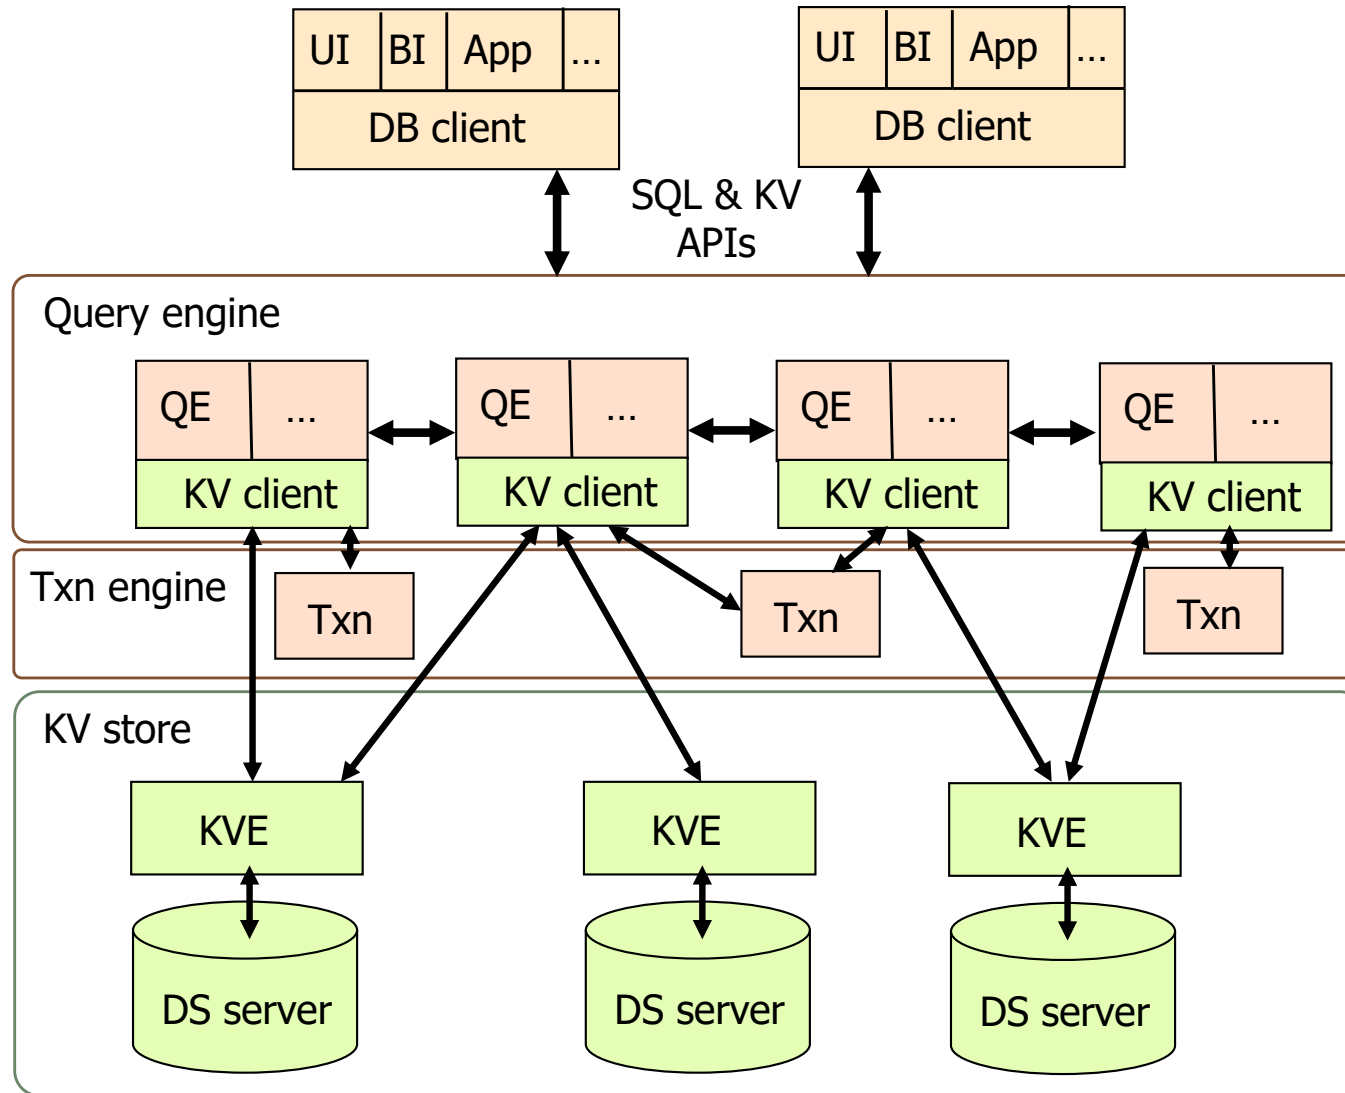 UI BI App ...
DB client
UI BI App ...
DB client
SQL & KV
APIs
Query engine
QE ...
KV client
QE ...
KV client
QE ...
KV client
QE ...
KV client
Txn engine
Txn
Txn
Txn
KV store
KVE
KVE
KVE
DS server
DS server
DS server